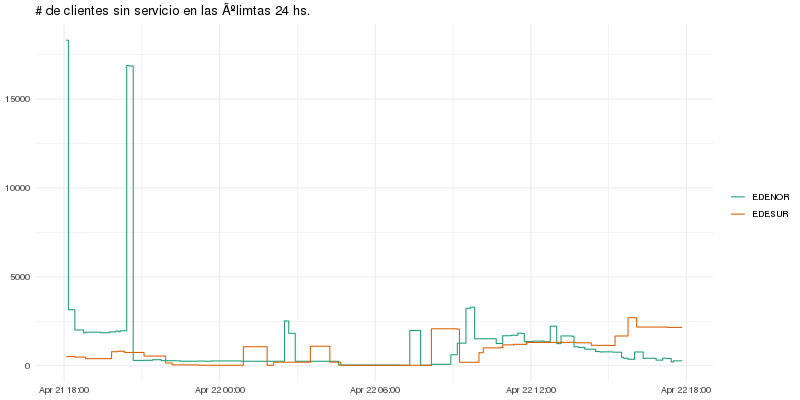 # de clientes sin servicio en las Ãºlimtas 24 hs.
15000
10000
5000
0
Apr 21 18:00
Apr 22 00:00
Apr 22 06:00
Apr 22 12:00
Apr 22 18:00
EDENOR
EDESUR